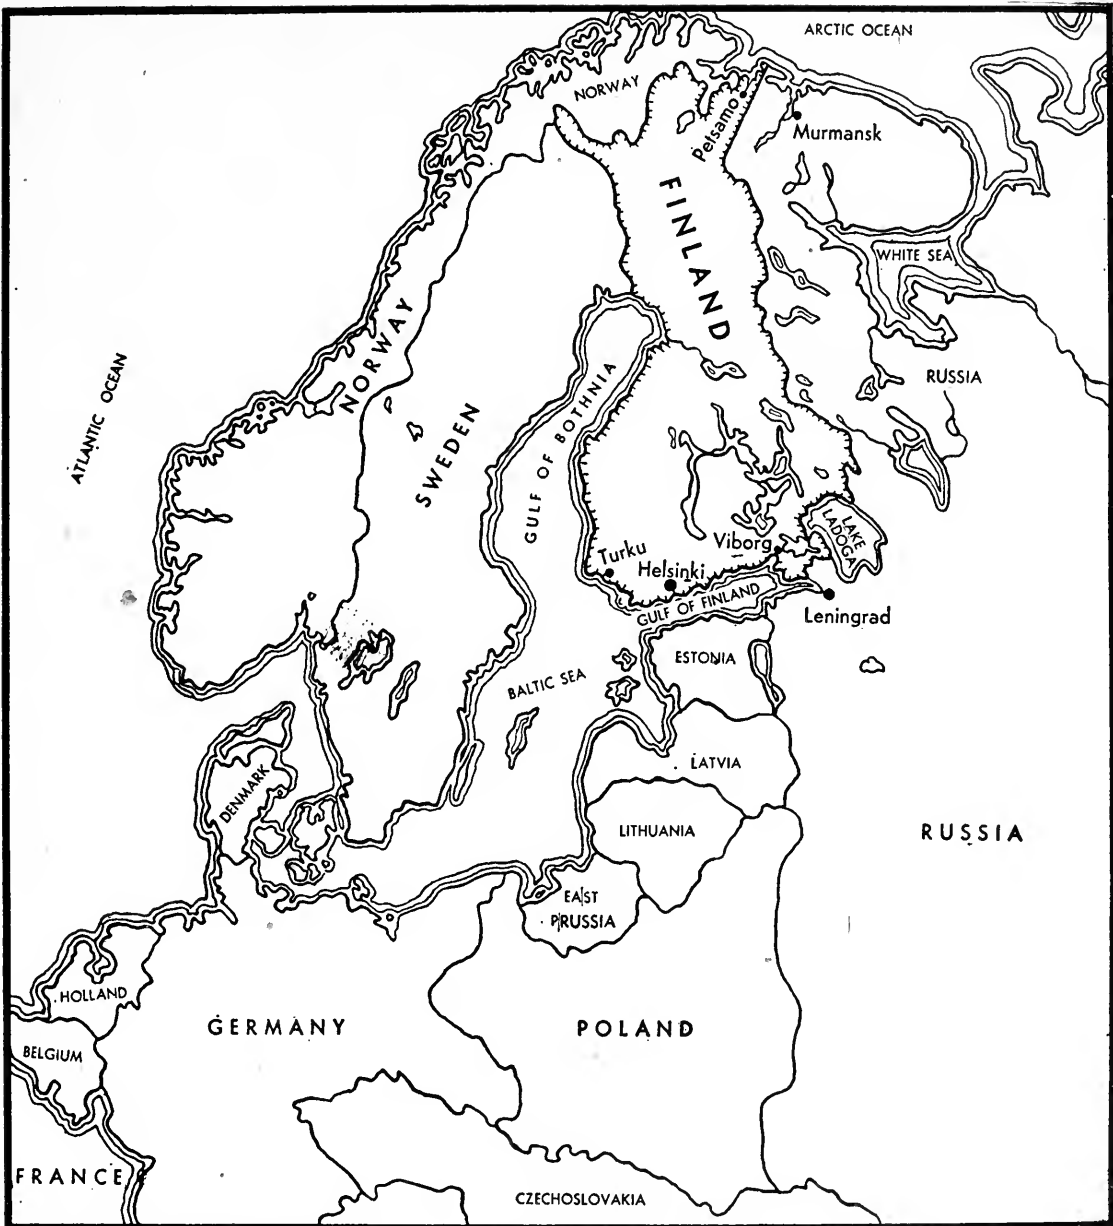 ARCTIC OCEAN
NORWAY
Petsamo
Murmansk
FINLAND
WHITE SEA
NORWAY
ATLANTIC OCEAN
SWEDEN
GULF OF BOTHNIA
RUSSIA
LAKE
LADOGA
Viborg
Turku
Helsinki
GULF OF FINLAND
Leningrad
ESTONIA
BALTIC SEA
LATVIA
DENMARK
LITHUANIA
RUSSIA
EAST
PRUSSIA
HOLLAND
GERMANY
POLAND
BELGIUM
FRANCE
CZECHOSLOVAKIA